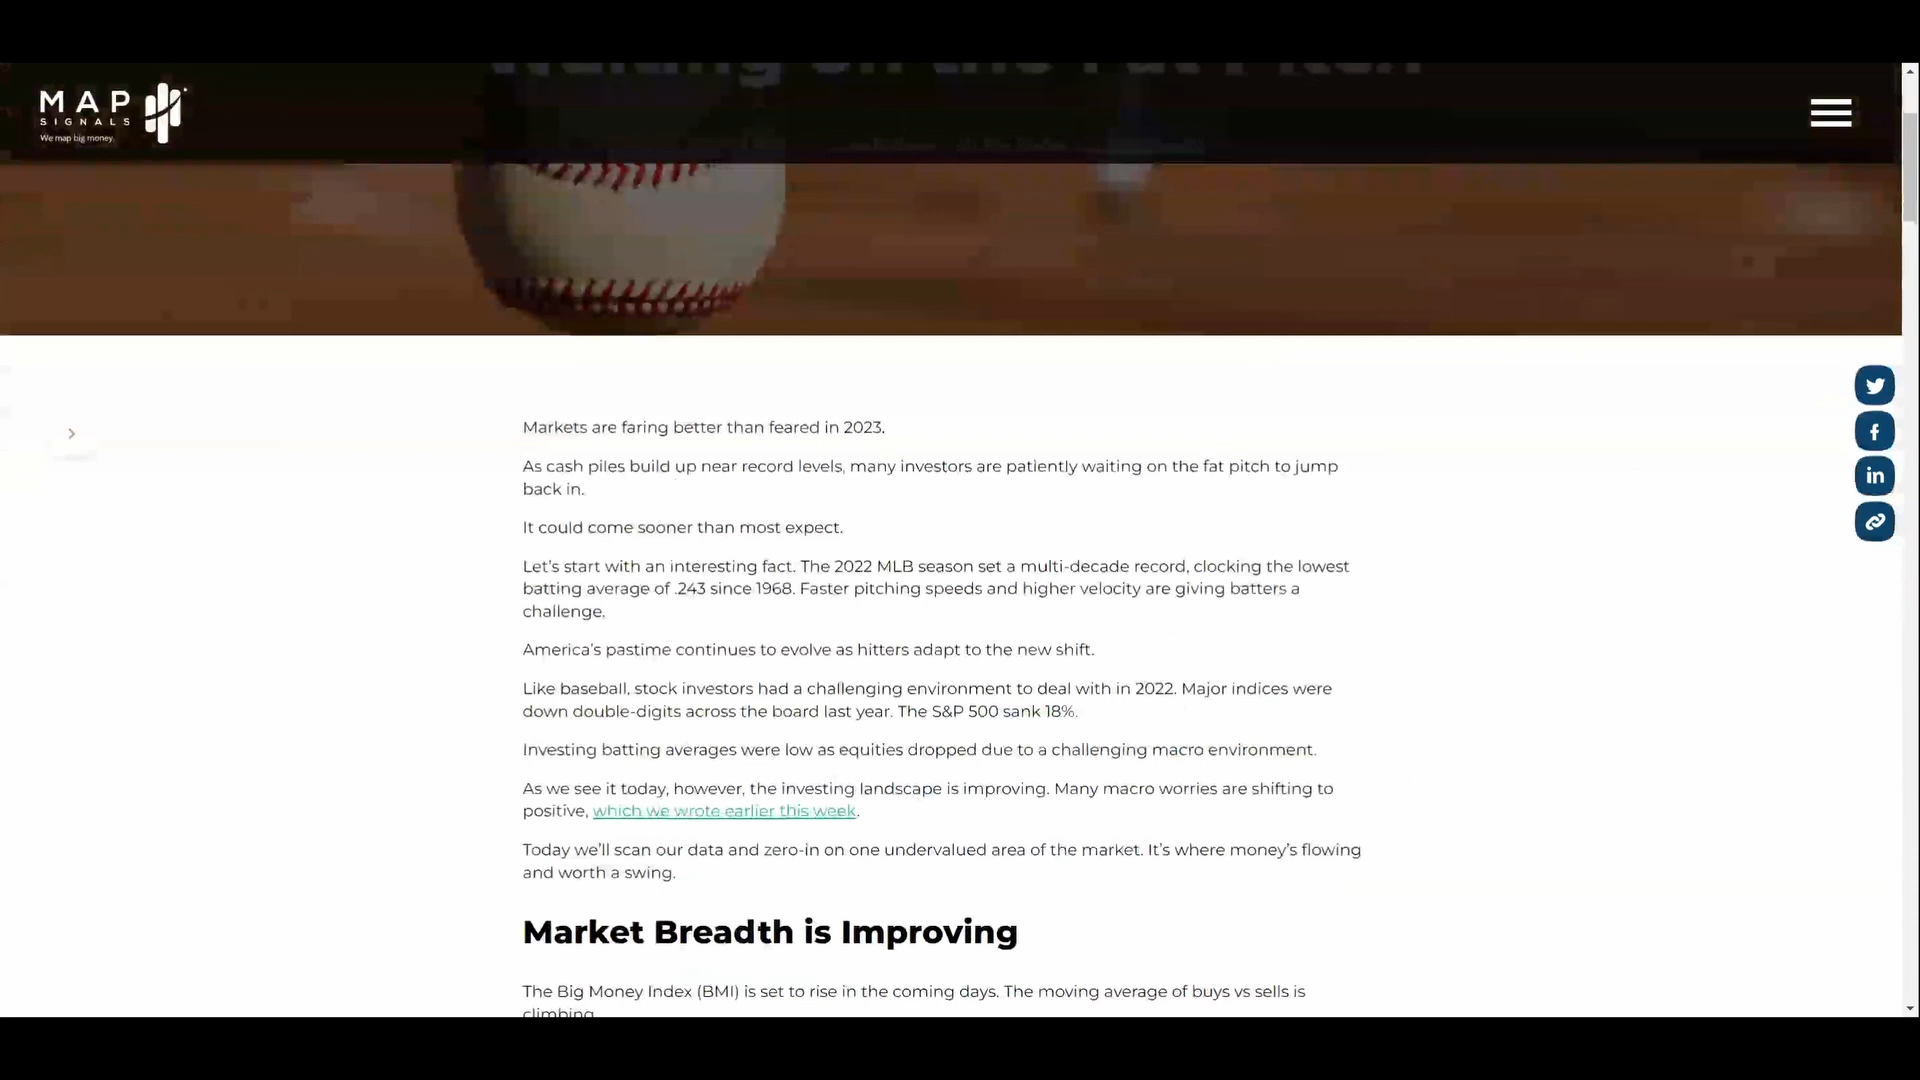 Waiting on the Fat Pitch
MAP
SIGNALS
We map big money.
Markets are faring better than feared in 2023.
As cash piles build up near record levels, many investors are patiently waiting on the fat pitch to jump
back in.
It could come sooner than most expect.
Let's start with an interesting fact. The 2022 MLB season set a multi-decade record, clocking the lowest
batting average of .243 since 1968. Faster pitching speeds and higher velocity are giving batters a
challenge.
America's pastime continues to evolve as hitters adapt to the new shift.
Like baseball, stock investors had a challenging environment to deal with in 2022. Major indices were
down double-digits across the board last year. The S&P 500 sank 18%.
Investing batting averages were low as equities dropped due to a challenging macro environment.
As we see it today, however, the investing landscape is improving. Many macro worries are shifting to
positive, which we wrote earlier this week.
Today we'll scan our data and zero-in on one undervalued area of the market. It's where money's flowing
and worth a swing.
Market Breadth is Improving
The Big Money Index (BMI) is set to rise in the coming days. The moving average of buys vs sells is
climbing.